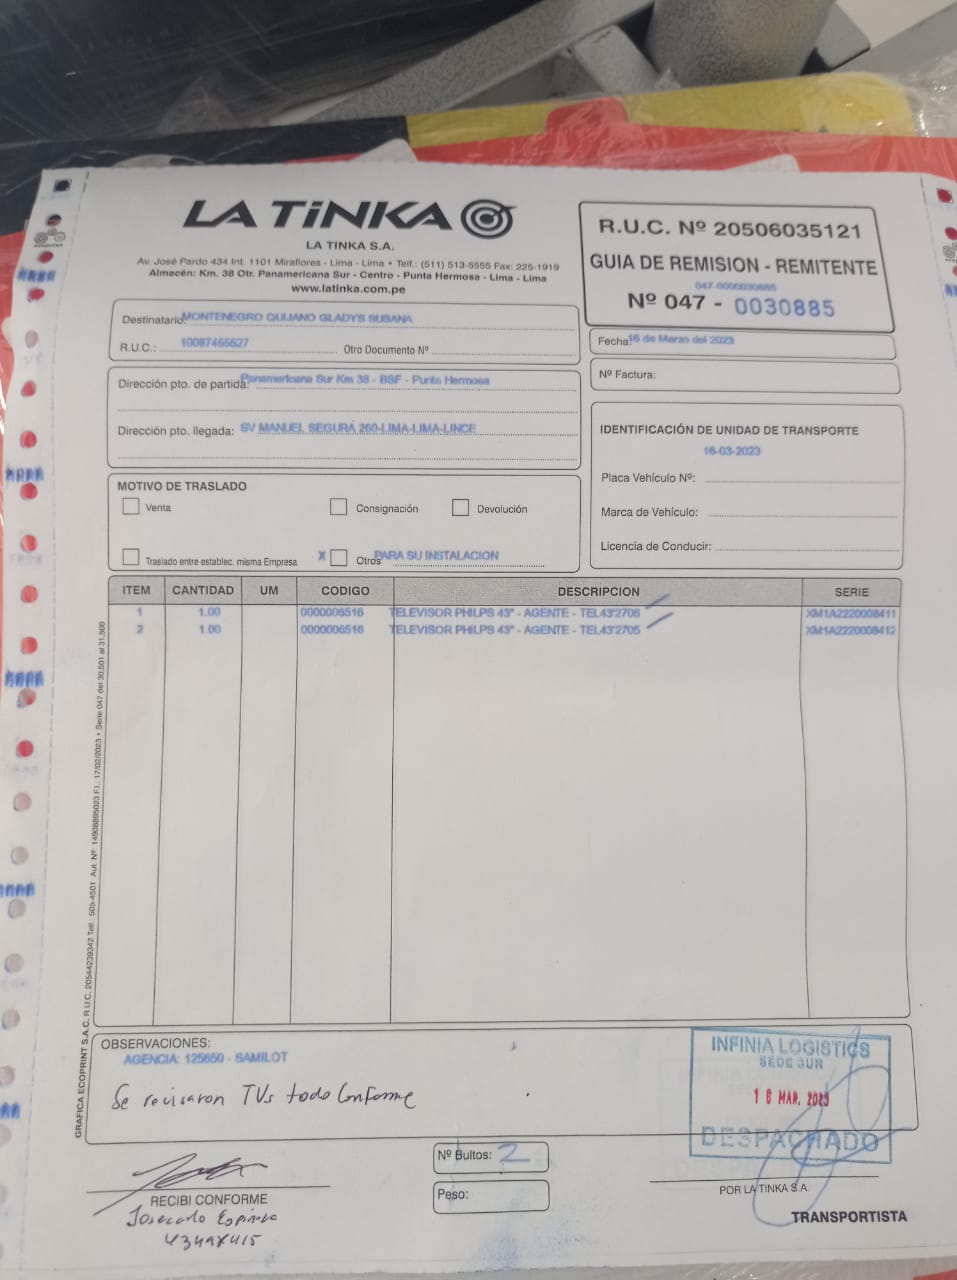 LA TiNKA
LA TINKA S.A.
Av. José Pardo 434 Int. 1101 Miraflores - Lima - Lima • Telf.: (511) 513-5555 Fax: 225-1919
Almacén: Km. 38 Otr. Panamericana Sur - Centro - Punta Hermosa - Lima - Lima
www.latinka.com.pe
R.U.C. Nº 20506035121
GUIA DE REMISION - REMITENTE
047-0000030885
Nº 047 - 0030885
Destinatario: MONTENEGRO QUIJANO GLADYS SUSANA
R.U.C.: Otro Documento Nº
Fecha: 16 de Marzo del 2023
Nº Factura:
Dirección pto. de partida: Panamericana Sur Km 38 - BSF - Punta Hermosa
Dirección pto. llegada: SV MANUEL SEGURA 260-LIMA-LIMA-LINCE
IDENTIFICACIÓN DE UNIDAD DE TRANSPORTE
16-03-2023
Placa Vehículo Nº:
Marca de Vehículo:
Licencia de Conducir:
MOTIVO DE TRASLADO
Venta Consignación Devolución
Traslado entre establec. misma Empresa X Otros PARA SU INSTALACION
ITEM CANTIDAD UM CODIGO DESCRIPCION SERIE
1 1.00 0000006516 TELEVISOR PHILPS 43" - AGENTE - TEL43'2706 XM1A2220008411
2 1.00 0000006516 TELEVISOR PHILPS 43" - AGENTE - TEL43'2705 XM1A2220008412
GRAFICA ECOPRINT S.A.C. R.U.C. 20544239342 Telf.: 505-4501 Aut. Nº. 14908895023 F.I.: 17/02/2023 • Serie 047 del 30,501 al 31,500
OBSERVACIONES:
AGENCIA: 125650 - SAMILOT
Se revisaron TVs todo Conforme
INFINIA LOGISTICS
SEDE SUR
16 MAR. 2023
DESPACHADO
Nº Bultos: 2
Peso:
RECIBI CONFORME
Josecarlo Espinoza
POR LA TINKA S.A.
TRANSPORTISTA